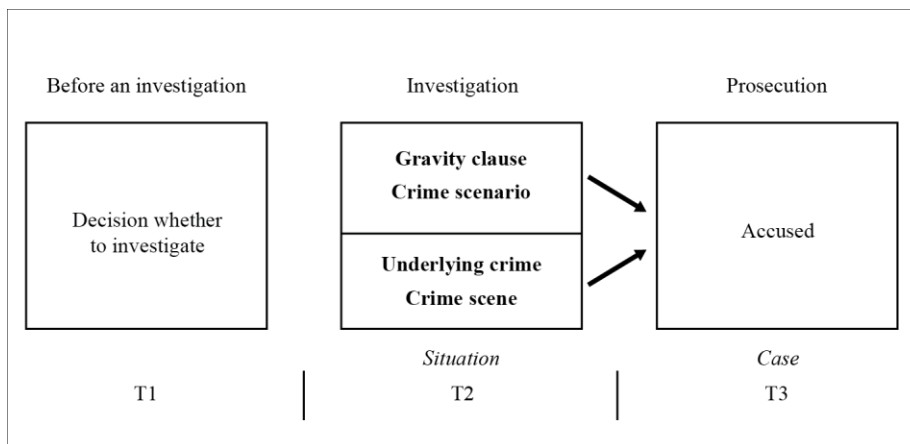 Before an investigation
Investigation
Prosecution
Decision whether
to investigate
Gravity clause
Crime scenario
Underlying crime
Crime scene
Accused
Situation
Case
T1
T2
T3